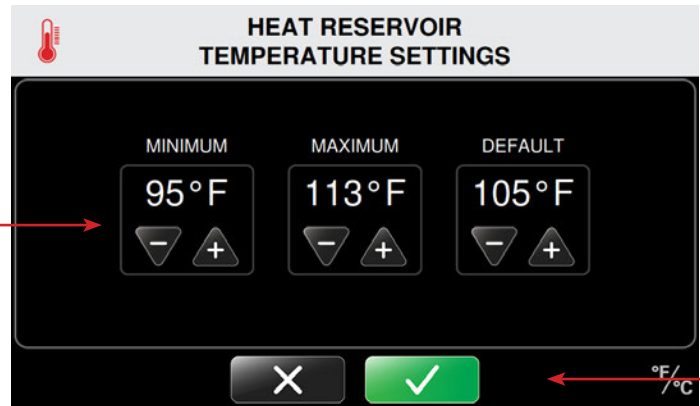 HEAT RESERVOIR
TEMPERATURE SETTINGS
MINIMUM MAXIMUM DEFAULT
95°F 113°F 105°F
− + − + − +
°F/°C